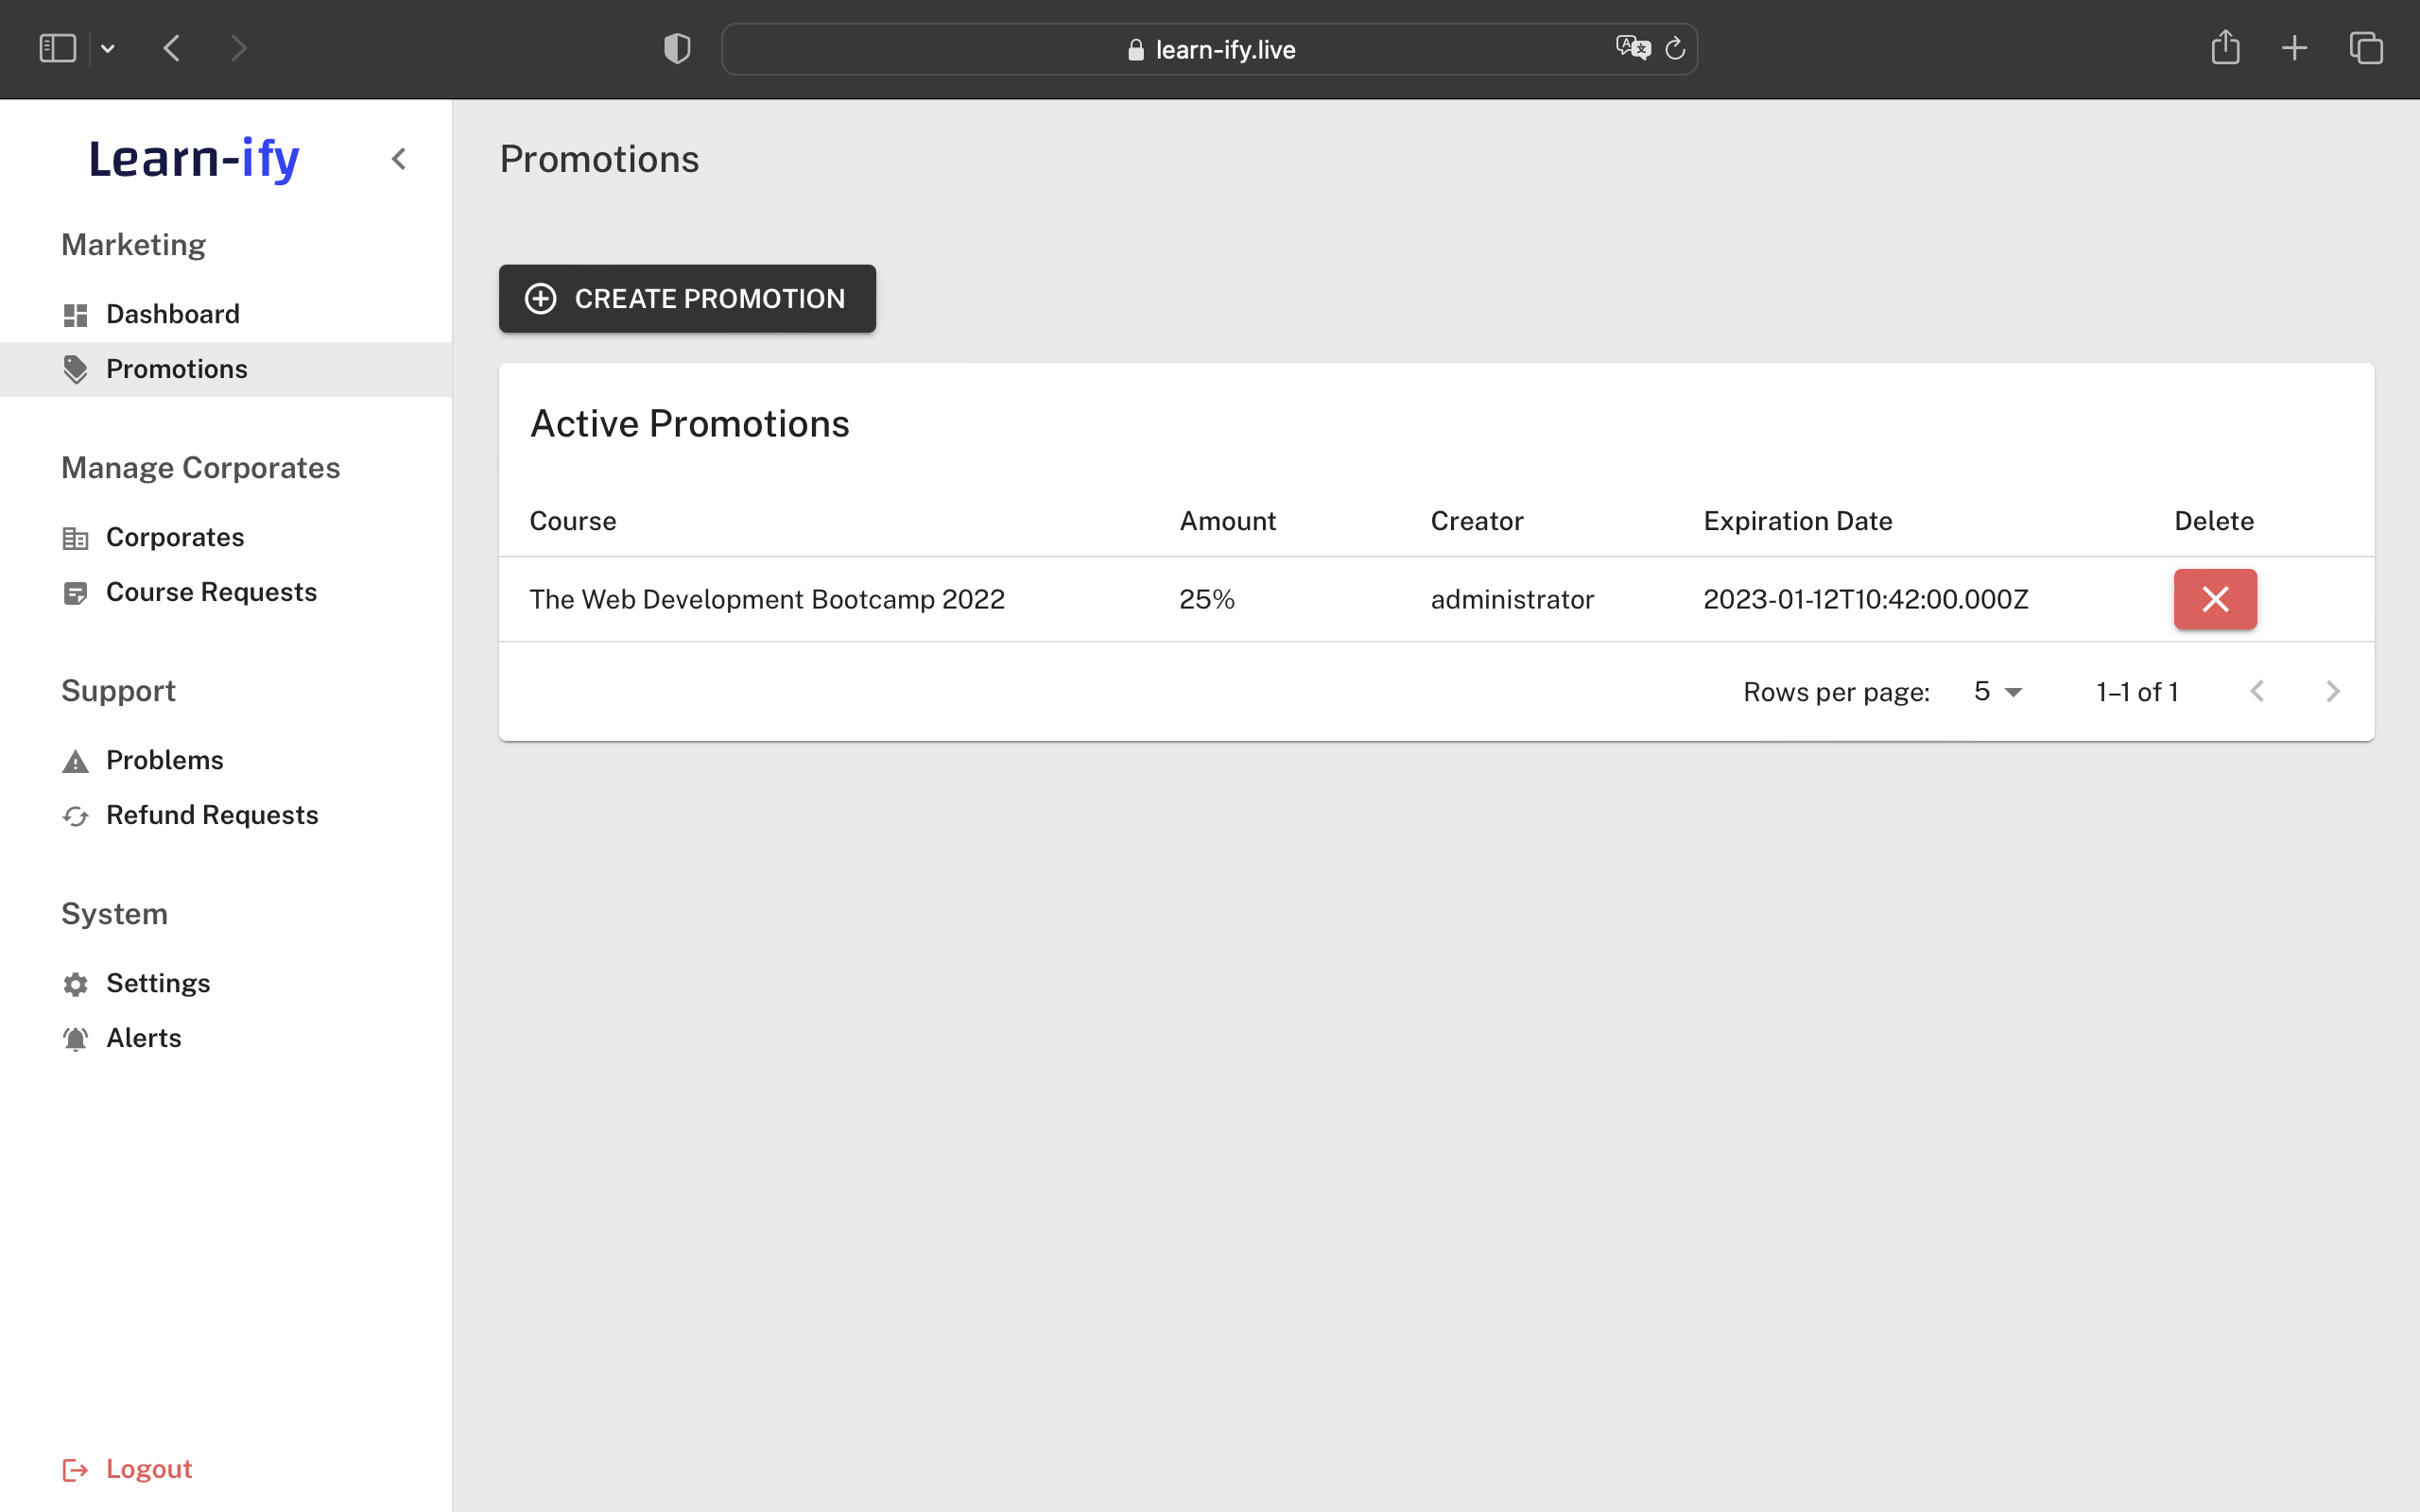 learn-ify.live
Learn-ify
Marketing
Dashboard
Promotions
Manage Corporates
Corporates
Course Requests
Support
Problems
Refund Requests
System
Settings
Alerts
Logout
Promotions
CREATE PROMOTION
Active Promotions
Course Amount Creator Expiration Date Delete
The Web Development Bootcamp 2022 25% administrator 2023-01-12T10:42:00.000Z
Rows per page: 5 1–1 of 1